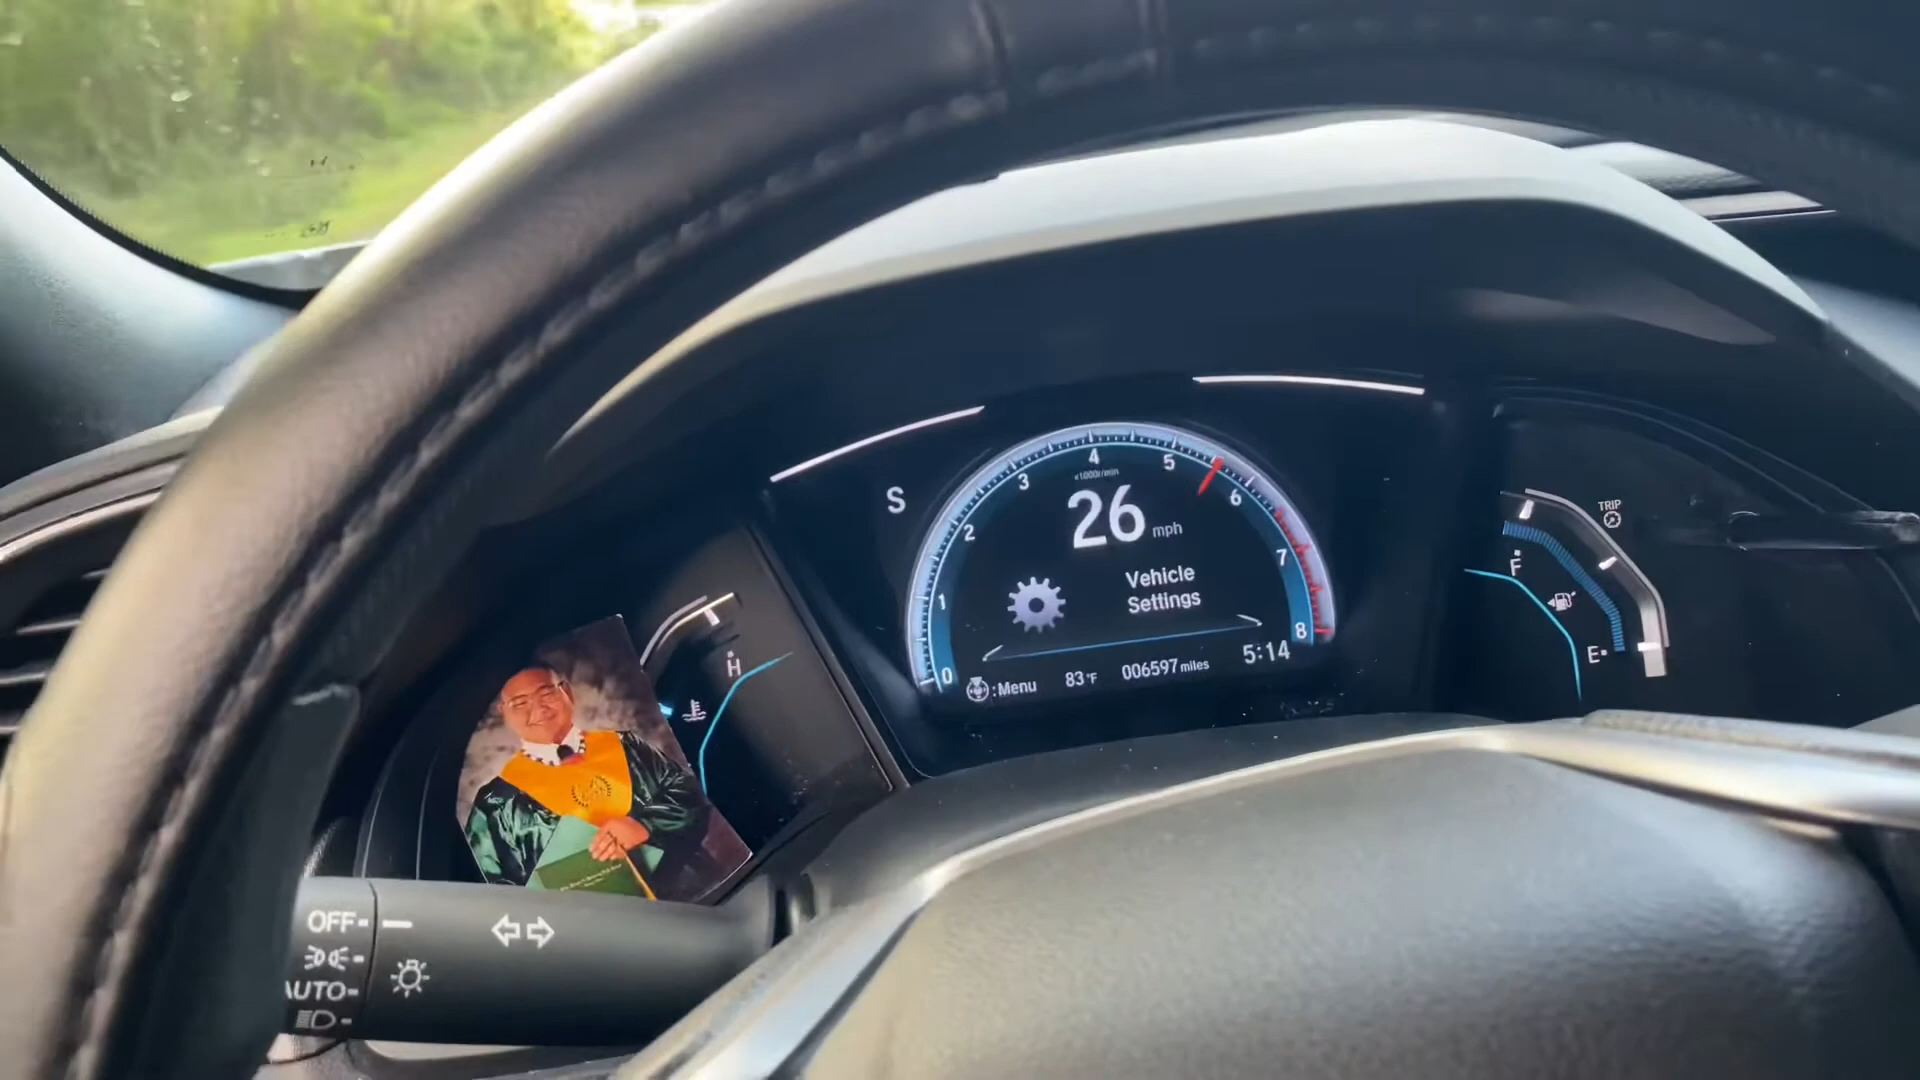 S
0
1
2
3
4
5
6
7
8
x1000r/min
26 mph
Vehicle
Settings
:Menu
83°F
006597 miles
5:14
H
TRIP
F
E
OFF
AUTO